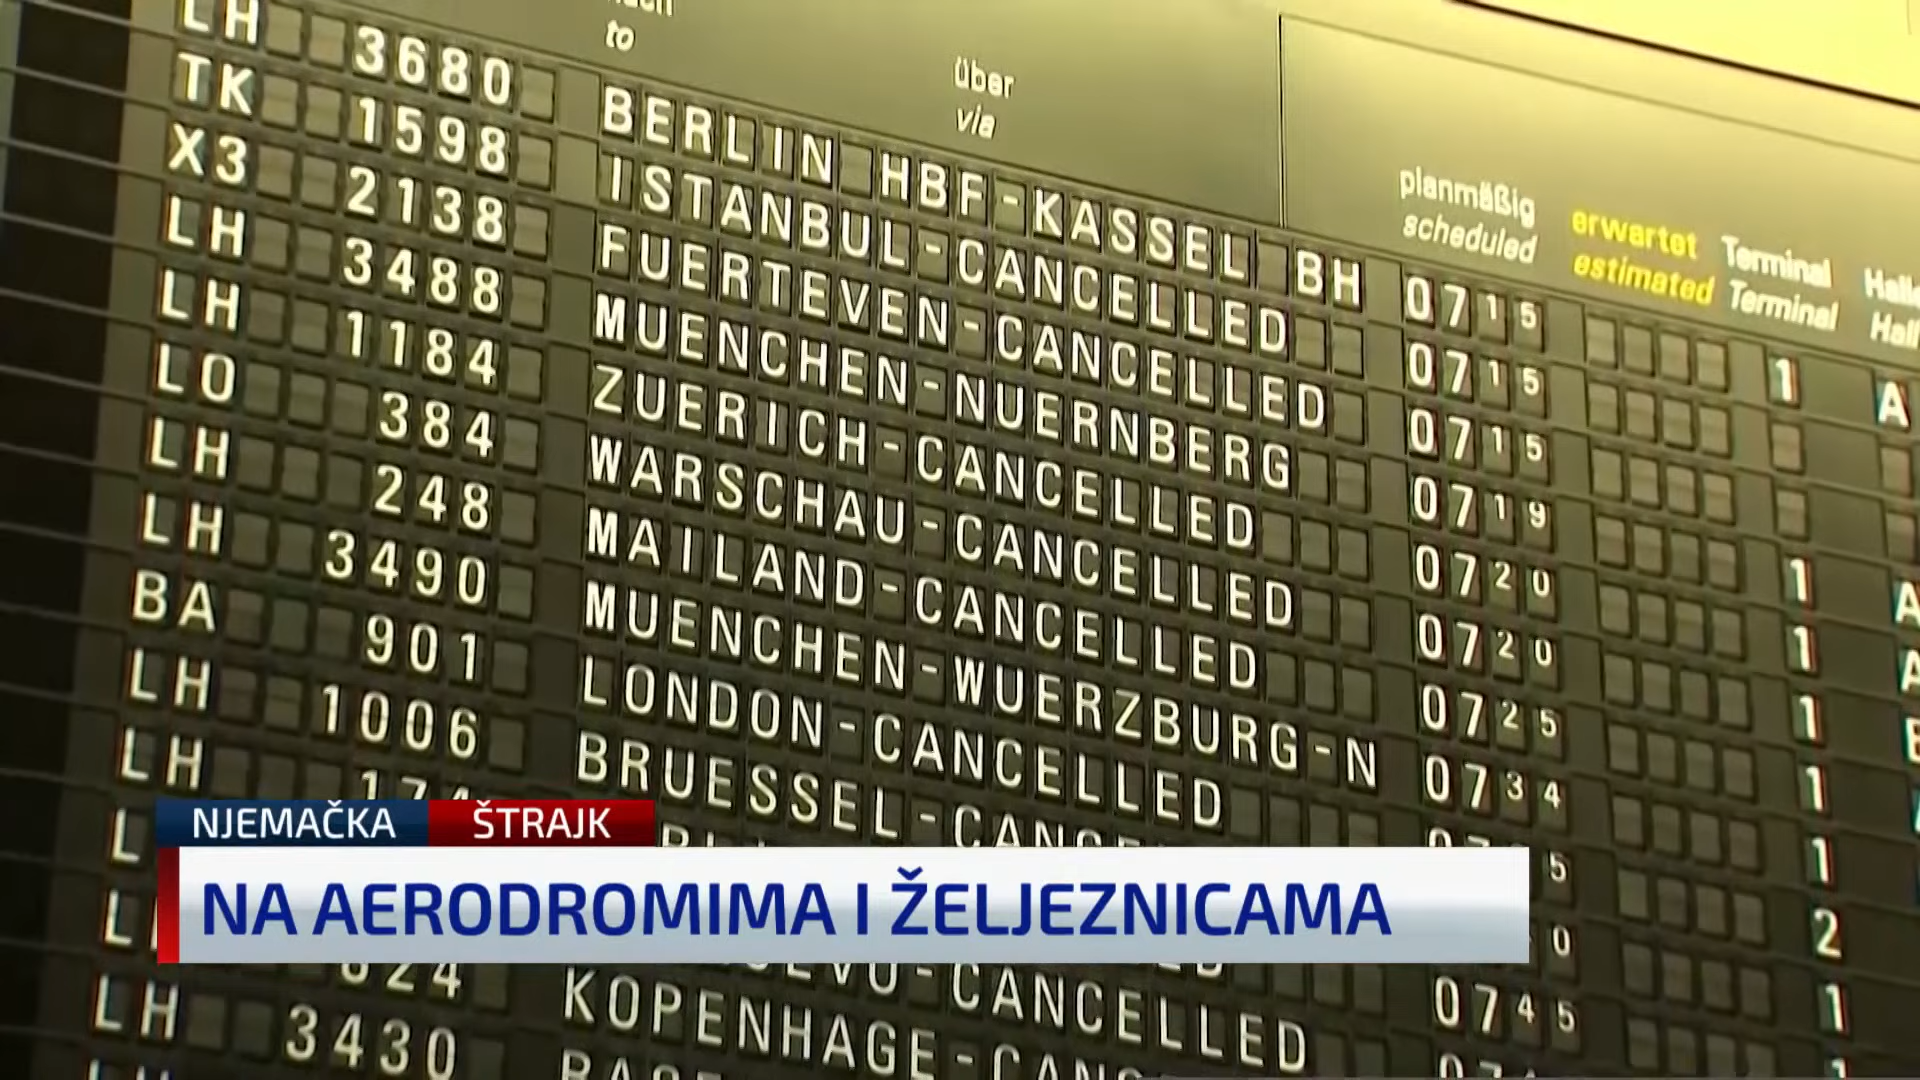 to
über
via
planmäßig
scheduled
erwartet
estimated
Terminal
Terminal
LH 3680 BERLIN HBF-KASSEL BH 0715 1 A
TK 1598 ISTANBUL-CANCELLED 0715
X3 2138 FUERTEVEN-CANCELLED 0715
LH 3488 MUENCHEN-NUERNBERG 0719 1 A
LH 1184 ZUERICH-CANCELLED 0720 1 A
LO 384 WARSCHAU-CANCELLED 0720 1
LH 248 MAILAND-CANCELLED 0725 1
LH 3490 MUENCHEN-WUERZBURG-N 0734 1
BA 901 LONDON-CANCELLED 2
LH 1006 BRUESSEL 1
LH 0745 1
CANCELLED
LH KOPENHAGE
LH 3430
NJEMAČKA ŠTRAJK
NA AERODROMIMA I ŽELJEZNICAMA